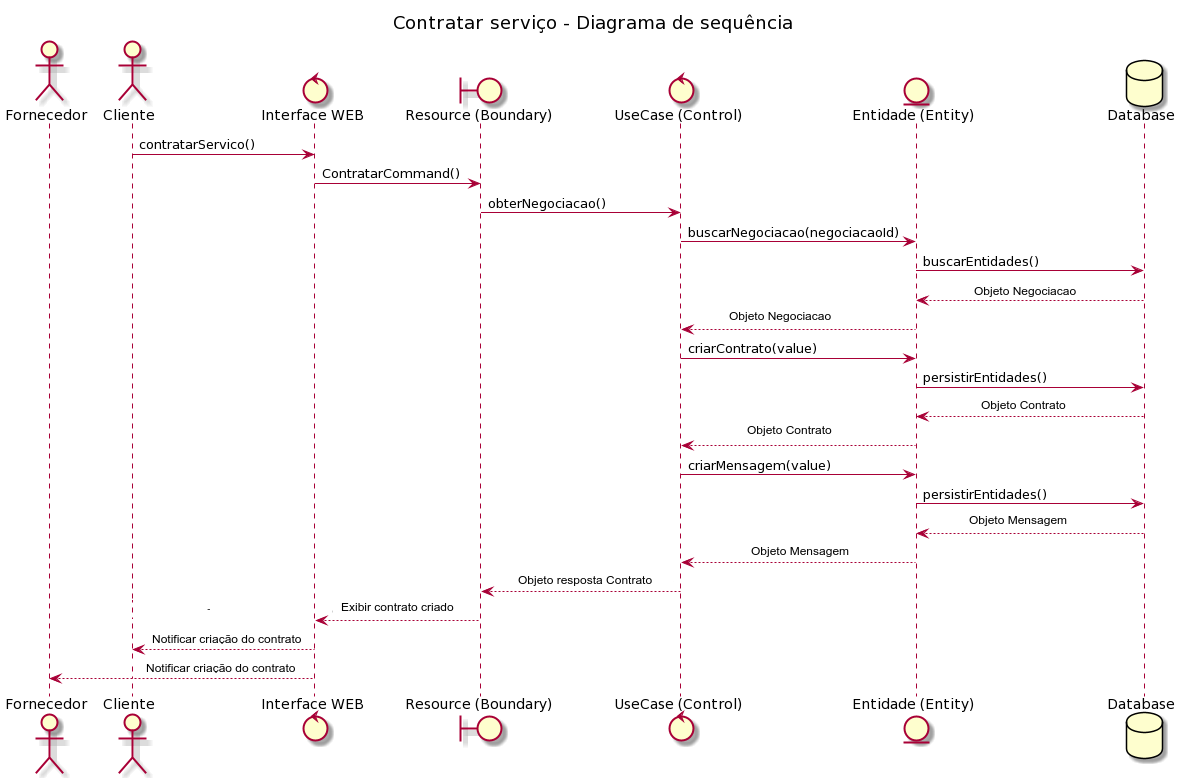 Contratar serviço - Diagrama de sequência
Fornecedor
Cliente
Interface WEB
Resource (Boundary)
UseCase (Control)
Entidade (Entity)
Database
contratarServico()
ContratarCommand()
obterNegociacao()
buscarNegociacao(negociacaoId)
buscarEntidades()
Objeto Negociacao
Objeto Negociacao
criarContrato(value)
persistirEntidades()
Objeto Contrato
Objeto Contrato
criarMensagem(value)
persistirEntidades()
Objeto Mensagem
Objeto Mensagem
Objeto resposta Contrato
Exibir contrato criado
Notificar criação do contrato
Notificar criação do contrato
Fornecedor
Cliente
Interface WEB
Resource (Boundary)
UseCase (Control)
Entidade (Entity)
Database